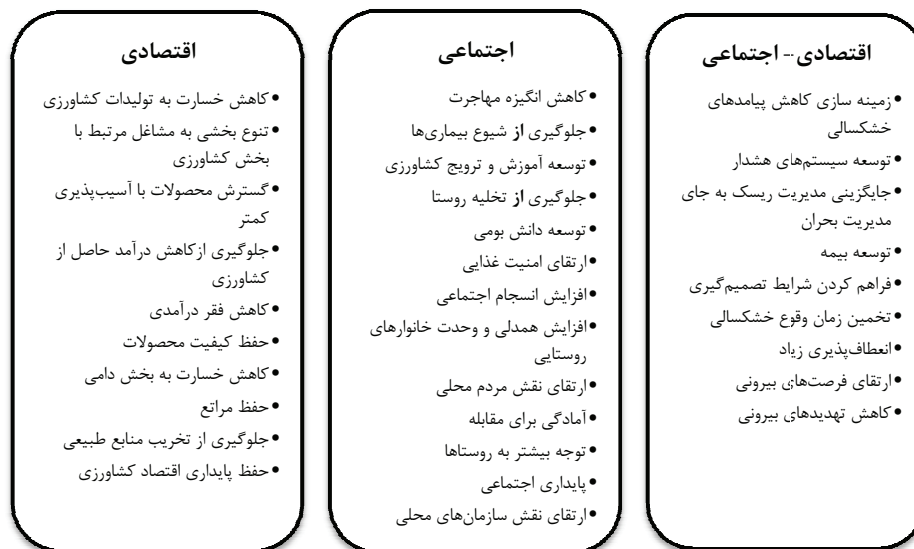 اقتصادی - اجتماعی
•زمینه سازی کاهش پیامدهای
خشکسالی
•توسعه سیستم‌های هشدار
•جایگزینی مدیریت ریسک به جای
مدیریت بحران
•توسعه بیمه
•فراهم کردن شرایط تصمیم‌گیری
•تخمین زمان وقوع خشکسالی
•انعطاف‌پذیری زیاد
•ارتقای فرصت‌های بیرونی
•کاهش تهدیدهای بیرونی
اجتماعی
•کاهش انگیزه مهاجرت
•جلوگیری از شیوع بیماری‌ها
•توسعه آموزش و ترویج کشاورزی
•جلوگیری از تخلیه روستا
•توسعه دانش بومی
•ارتقای امنیت غذایی
•افزایش انسجام اجتماعی
•افزایش همدلی و وحدت خانوارهای
روستایی
•ارتقای نقش مردم محلی
•آمادگی برای مقابله
•توجه بیشتر به روستاها
•پایداری اجتماعی
•ارتقای نقش سازمان‌های محلی
اقتصادی
•کاهش خسارت به تولیدات کشاورزی
•تنوع بخشی به مشاغل مرتبط با
بخش کشاورزی
•گسترش محصولات با آسیب‌پذیری
کمتر
•جلوگیری ازکاهش درآمد حاصل از
کشاورزی
•کاهش فقر درآمدی
•حفظ کیفیت محصولات
•کاهش خسارت به بخش دامی
•حفظ مراتع
•جلوگیری از تخریب منابع طبیعی
•حفظ پایداری اقتصاد کشاورزی